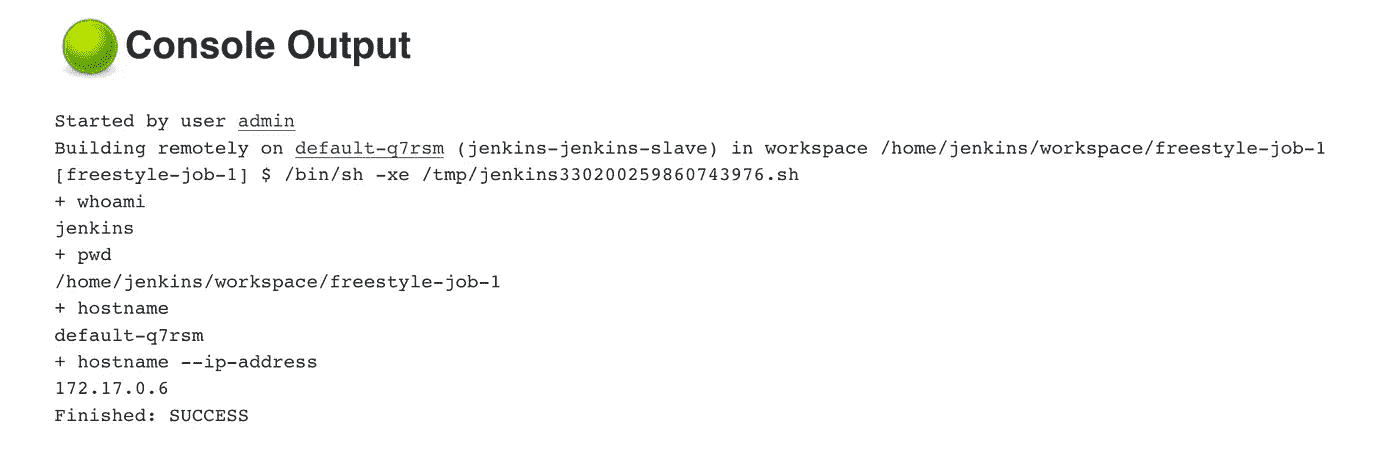 Console Output
Started by user admin
Building remotely on default-q7rsm (jenkins-jenkins-slave) in workspace /home/jenkins/workspace/freestyle-job-1
[freestyle-job-1] $ /bin/sh -xe /tmp/jenkins330200259860743976.sh
+ whoami
jenkins
+ pwd
/home/jenkins/workspace/freestyle-job-1
+ hostname
default-q7rsm
+ hostname --ip-address
172.17.0.6
Finished: SUCCESS